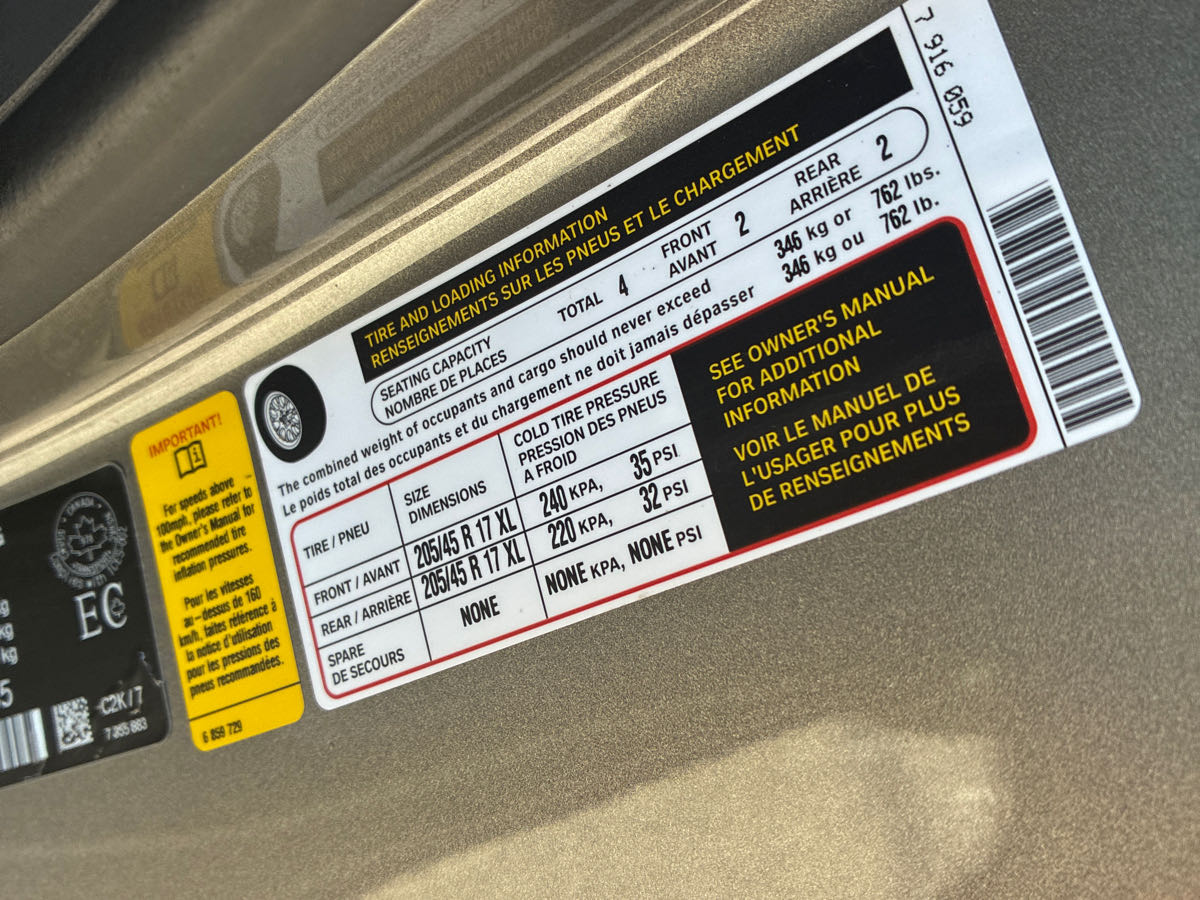 7 916 059
TIRE AND LOADING INFORMATION
RENSEIGNEMENTS SUR LES PNEUS ET LE CHARGEMENT
SEATING CAPACITY
NOMBRE DE PLACES
TOTAL 4
FRONT
AVANT
2
REAR
ARRIÈRE
2
The combined weight of occupants and cargo should never exceed 346 kg or 762 lbs.
Le poids total des occupants et du chargement ne doit jamais dépasser 346 kg ou 762 lb.
TIRE / PNEU
SIZE
DIMENSIONS
COLD TIRE PRESSURE
PRESSION DES PNEUS
A FROID
FRONT / AVANT 205/45 R 17 XL 240 KPA, 35 PSI
REAR / ARRIÈRE 205/45 R 17 XL 220 KPA, 32 PSI
SPARE
DE SECOURS
NONE NONE KPA, NONE PSI
SEE OWNER'S MANUAL
FOR ADDITIONAL
INFORMATION
VOIR LE MANUEL DE
L'USAGER POUR PLUS
DE RENSEIGNEMENTS
IMPORTANT!
For speeds above
100mph, please refer to
the Owner's Manual for
recommended tire
inflation pressures.
Pour les vitesses
au-dessus de 160
km/h, faites référence à
la notice d'utilisation
pour les pressions des
pneus recommandées.
6 856 729
CANADA
EC
kg
kg
kg
5
C2K/7
7 355 883